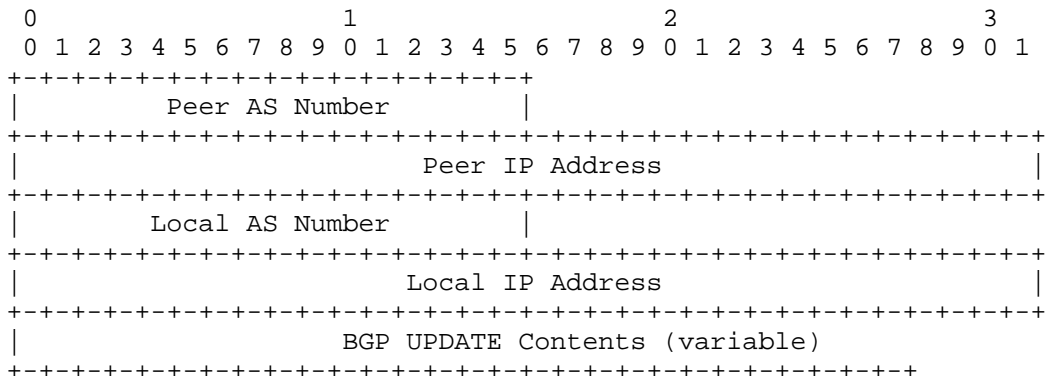 0                   1                   2                   3
 0 1 2 3 4 5 6 7 8 9 0 1 2 3 4 5 6 7 8 9 0 1 2 3 4 5 6 7 8 9 0 1
+-+-+-+-+-+-+-+-+-+-+-+-+-+-+-+-+
|         Peer AS Number        |
+-+-+-+-+-+-+-+-+-+-+-+-+-+-+-+-+-+-+-+-+-+-+-+-+-+-+-+-+-+-+-+-+
|                         Peer IP Address                       |
+-+-+-+-+-+-+-+-+-+-+-+-+-+-+-+-+-+-+-+-+-+-+-+-+-+-+-+-+-+-+-+-+
|        Local AS Number        |
+-+-+-+-+-+-+-+-+-+-+-+-+-+-+-+-+-+-+-+-+-+-+-+-+-+-+-+-+-+-+-+-+
|                        Local IP Address                       |
+-+-+-+-+-+-+-+-+-+-+-+-+-+-+-+-+-+-+-+-+-+-+-+-+-+-+-+-+-+-+-+-+
|                    BGP UPDATE Contents (variable)
+-+-+-+-+-+-+-+-+-+-+-+-+-+-+-+-+-+-+-+-+-+-+-+-+-+-+-+-+